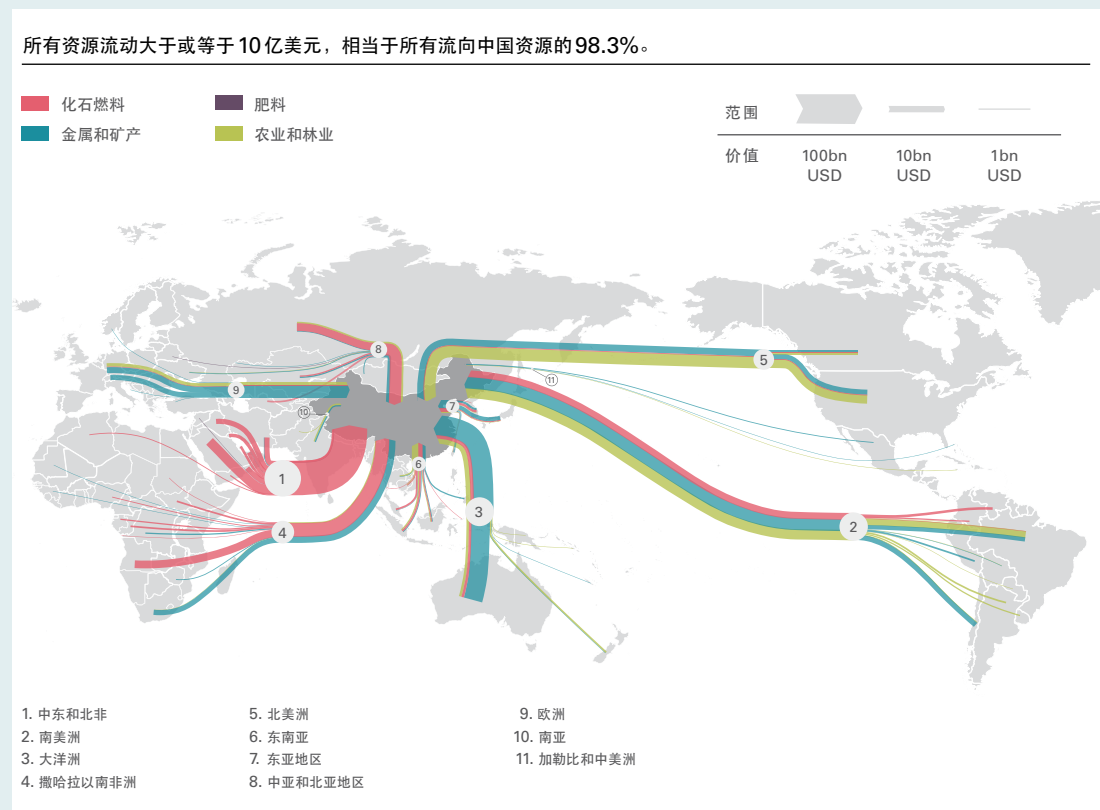 所有资源流动大于或等于10亿美元，相当于所有流向中国资源的98.3%。
化石燃料
肥料
金属和矿产
农业和林业
范围
价值
100bn
USD
10bn
USD
1bn
USD
8
5
11
9
10
7
6
1
3
4
2
1. 中东和北非
2. 南美洲
3. 大洋洲
4. 撒哈拉以南非洲
5. 北美洲
6. 东南亚
7. 东亚地区
8. 中亚和北亚地区
9. 欧洲
10. 南亚
11. 加勒比和中美洲